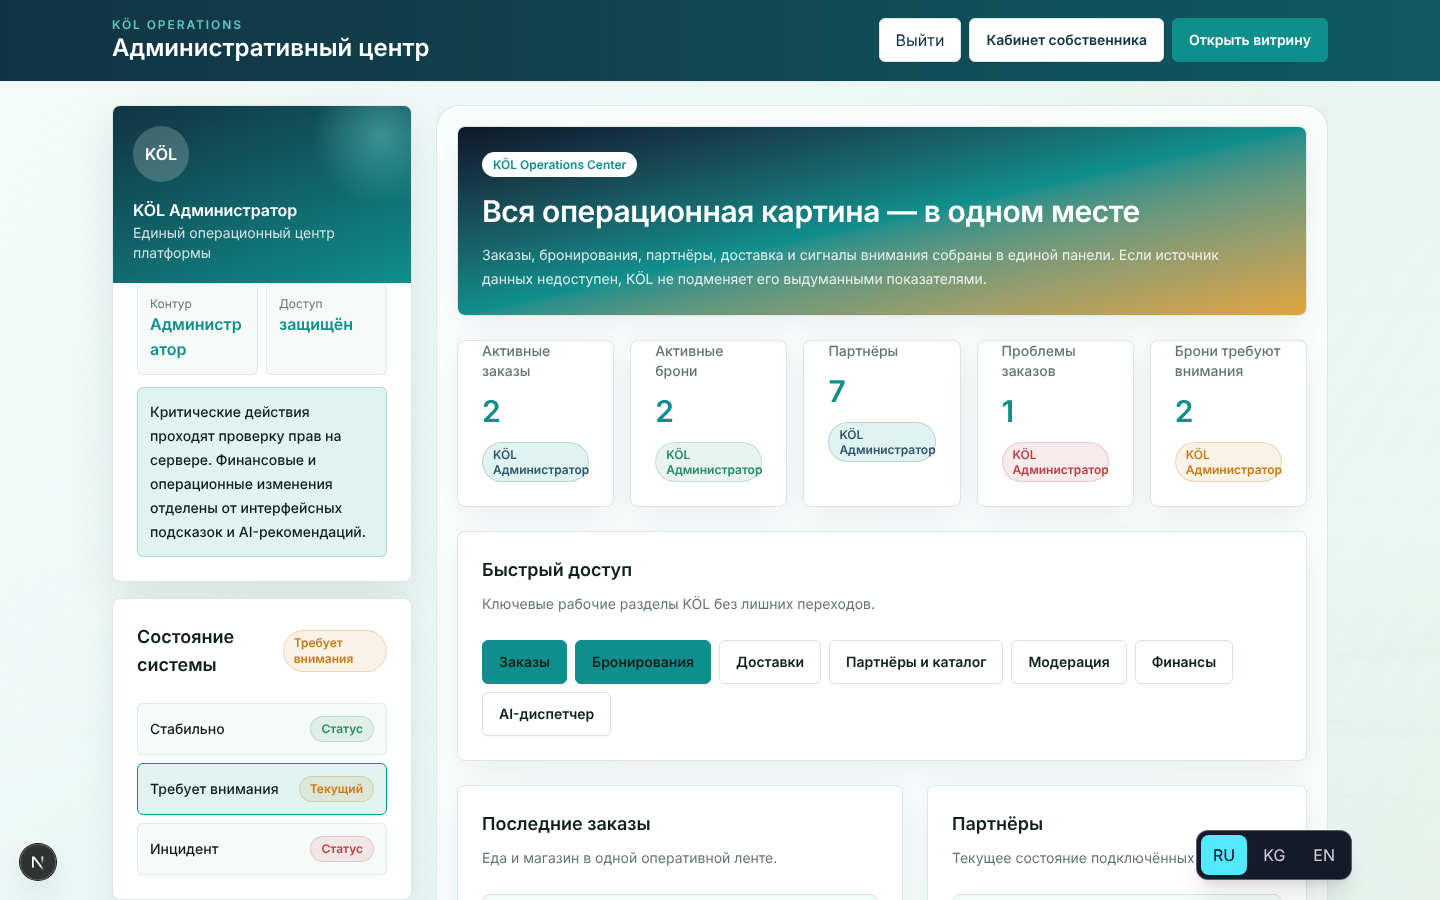 KÖL OPERATIONS
Административный центр
Выйти
Кабинет собственника
Открыть витрину
KÖL
KÖL Администратор
Единый операционный центр
платформы
Контур
Администр
атор
Доступ
защищён
Критические действия
проходят проверку прав на
сервере. Финансовые и
операционные изменения
отделены от интерфейсных
подсказок и AI-рекомендаций.
Состояние
системы
Требует
внимания
Стабильно
Статус
Требует внимания
Текущий
Инцидент
Статус
KÖL Operations Center
Вся операционная картина — в одном месте
Заказы, бронирования, партнёры, доставка и сигналы внимания собраны в единой панели. Если источник
данных недоступен, KÖL не подменяет его выдуманными показателями.
Активные
заказы
2
KÖL
Администратор
Активные
брони
2
KÖL
Администратор
Партнёры
7
KÖL
Администратор
Проблемы
заказов
1
KÖL
Администратор
Брони требуют
внимания
2
KÖL
Администратор
Быстрый доступ
Ключевые рабочие разделы KÖL без лишних переходов.
Заказы
Бронирования
Доставки
Партнёры и каталог
Модерация
Финансы
AI-диспетчер
Последние заказы
Еда и магазин в одной оперативной ленте.
Партнёры
Текущее состояние подключённых
N
RU
KG
EN